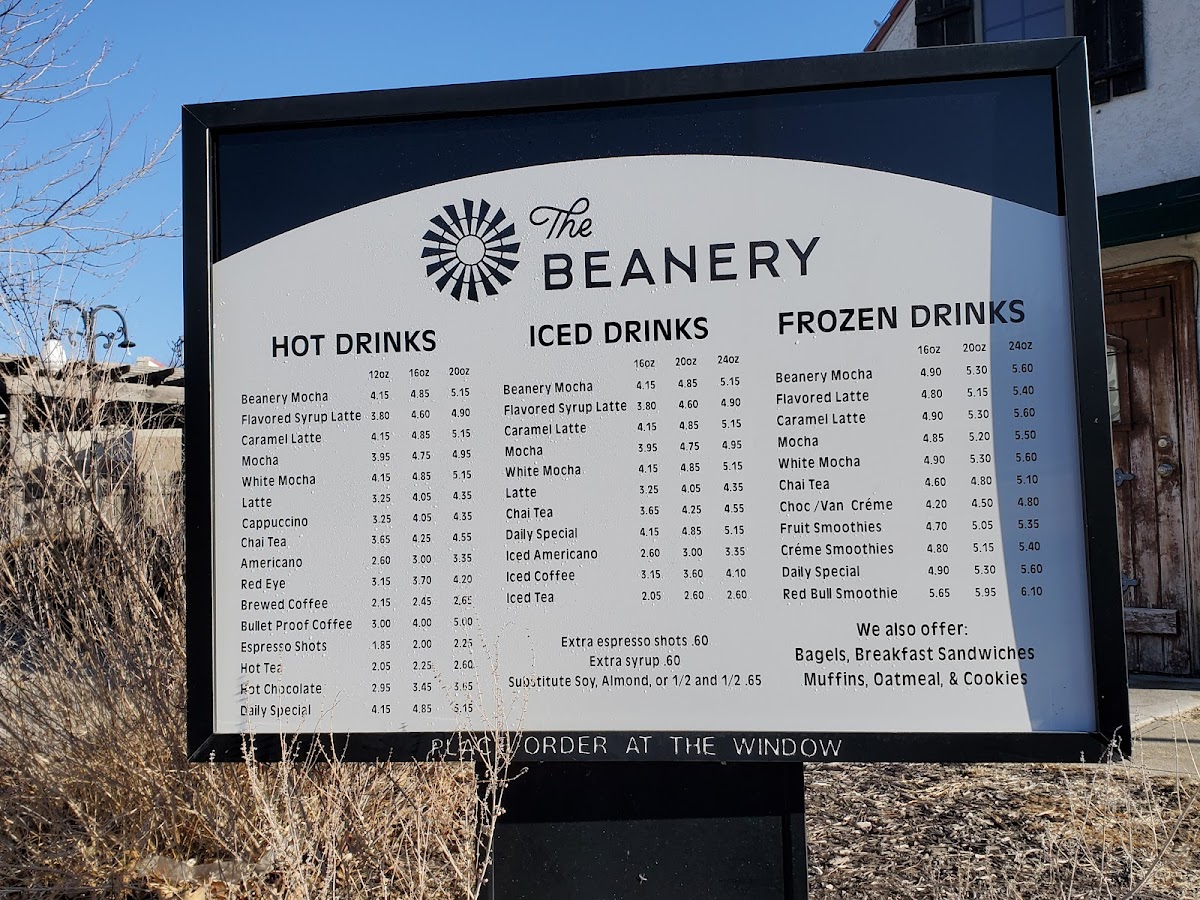 The
BEANERY
HOT DRINKS
12oz 16oz 20oz
Beanery Mocha 4.15 4.85 5.15
Flavored Syrup Latte 3.80 4.60 4.90
Caramel Latte 4.15 4.85 5.15
Mocha 3.95 4.75 4.95
White Mocha 4.15 4.85 5.15
Latte 3.25 4.05 4.35
Cappuccino 3.25 4.05 4.35
Chai Tea 3.65 4.25 4.55
Americano 2.60 3.00 3.35
Red Eye 3.15 3.70 4.20
Brewed Coffee 2.15 2.45 2.65
Bullet Proof Coffee 3.00 4.00 5.00
Espresso Shots 1.85 2.00 2.25
Hot Tea 2.05 2.25 2.60
Hot Chocolate 2.95 3.45 3.65
Daily Special 4.15 4.85 5.15
ICED DRINKS
16oz 20oz 24oz
Beanery Mocha 4.15 4.85 5.15
Flavored Syrup Latte 3.80 4.60 4.90
Caramel Latte 4.15 4.85 5.15
Mocha 3.95 4.75 4.95
White Mocha 4.15 4.85 5.15
Latte 3.25 4.05 4.35
Chai Tea 3.65 4.25 4.55
Daily Special 4.15 4.85 5.15
Iced Americano 2.60 3.00 3.35
Iced Coffee 3.15 3.60 4.10
Iced Tea 2.05 2.60 2.60
Extra espresso shots .60
Extra syrup .60
Substitute Soy, Almond, or 1/2 and 1/2 .65
FROZEN DRINKS
16oz 20oz 24oz
Beanery Mocha 4.90 5.30 5.60
Flavored Latte 4.80 5.15 5.40
Caramel Latte 4.90 5.30 5.60
Mocha 4.85 5.20 5.50
White Mocha 4.90 5.30 5.60
Chai Tea 4.60 4.80 5.10
Choc /Van Créme 4.20 4.50 4.80
Fruit Smoothies 4.70 5.05 5.35
Créme Smoothies 4.80 5.15 5.40
Daily Special 4.90 5.30 5.60
Red Bull Smoothie 5.65 5.95 6.10
We also offer:
Bagels, Breakfast Sandwiches
Muffins, Oatmeal, & Cookies
PLACE ORDER AT THE WINDOW